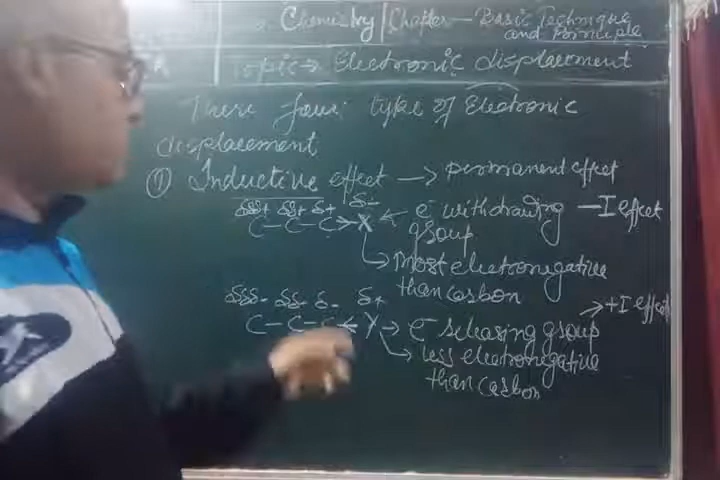 Chemistry | Chapter — Basic Technique
and Principle
Topic → Electronic displacement
There four type of Electronic
displacement
① Inductive effect → permanent effect
δδδ+ δδ+ δ+ δ-
C — C — C → X ← e⁻ withdrawing — I effect
group
→ Most electronegative
than carbon
δδδ- δδ- δ- δ+
→ + I effect
C — C — C ← Y → e⁻ releasing group
→ less electronegative
than carbon